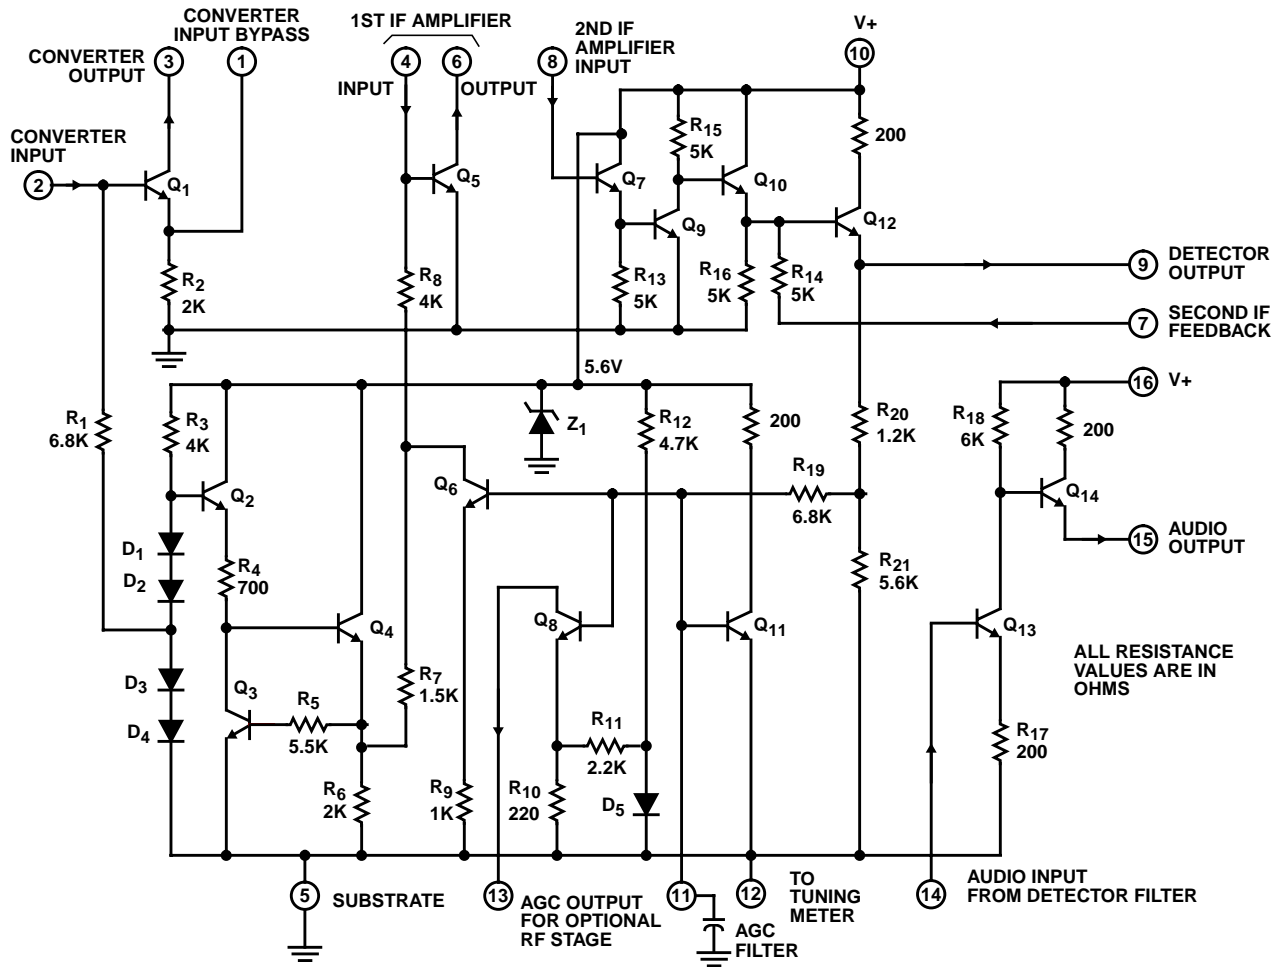 CONVERTER
INPUT BYPASS
1ST IF AMPLIFIER
V+
CONVERTER
OUTPUT
3
1
4
6
8
2ND IF
AMPLIFIER
INPUT
10
INPUT
OUTPUT
CONVERTER
INPUT
2
Q1
Q5
Q7
R15
5K
Q9
Q10
200
Q12
R2
2K
R8
4K
R13
5K
R16
5K
R14
5K
9
DETECTOR
OUTPUT
7
SECOND IF
FEEDBACK
5.6V
16
V+
R1
6.8K
R3
4K
Z1
R12
4.7K
200
R20
1.2K
R18
6K
200
Q2
Q6
R19
6.8K
Q14
15
AUDIO
OUTPUT
D1
D2
R4
700
R21
5.6K
Q4
Q8
Q11
Q13
ALL RESISTANCE
VALUES ARE IN
OHMS
D3
D4
Q3
R5
5.5K
R7
1.5K
R11
2.2K
R17
200
R6
2K
R9
1K
R10
220
D5
5
SUBSTRATE
13
AGC OUTPUT
FOR OPTIONAL
RF STAGE
11
AGC
FILTER
12
TO
TUNING
METER
14
AUDIO INPUT
FROM DETECTOR FILTER